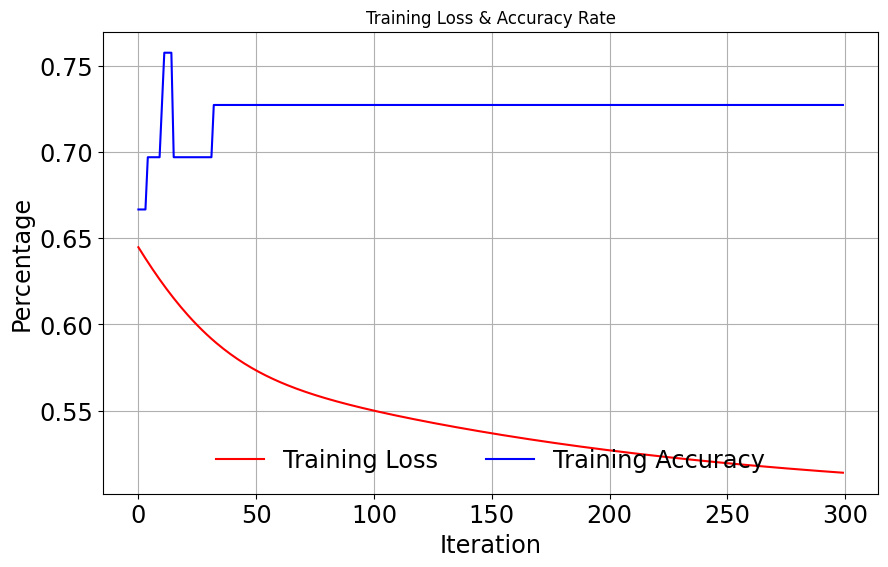 Training Loss & Accuracy Rate
Percentage
0.75
0.70
0.65
0.60
0.55
Training Loss
Training Accuracy
0 50 100 150 200 250 300
Iteration